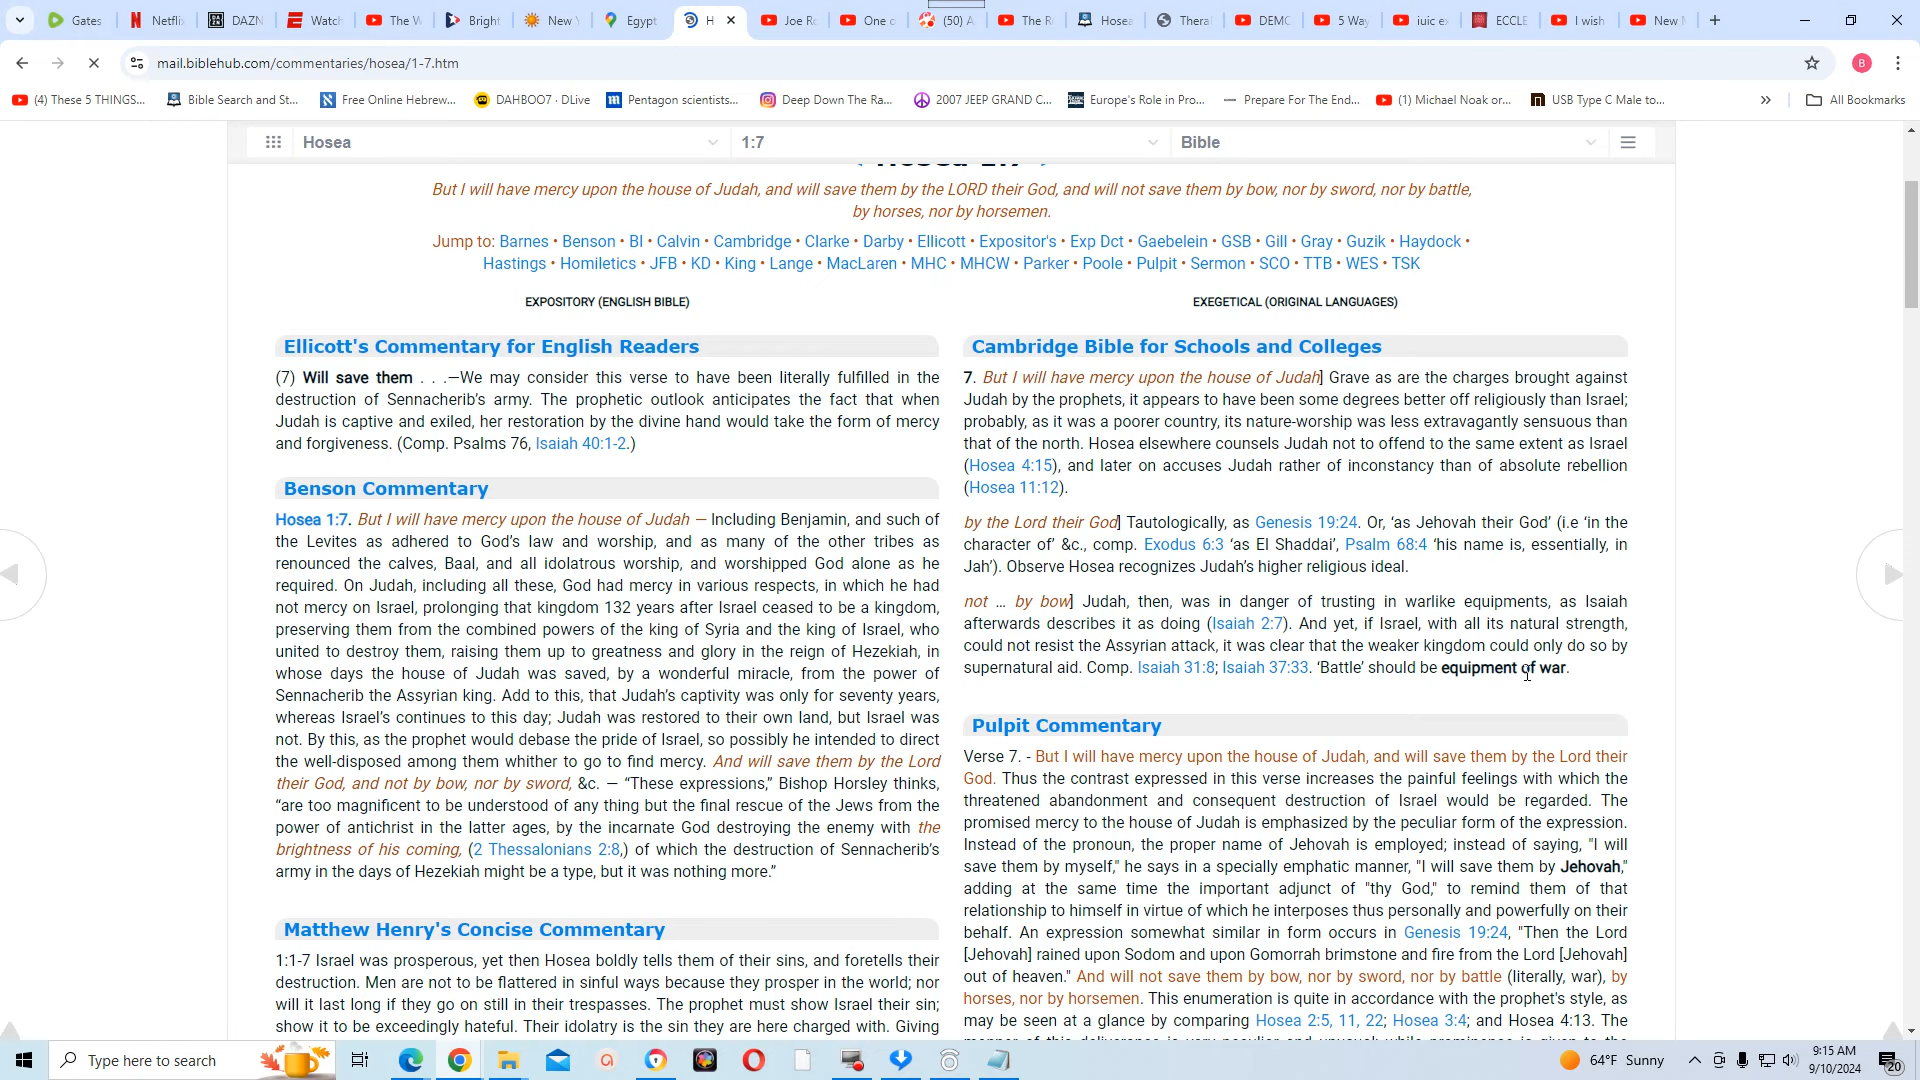 Gates
Netfli
DAZN
Watch
The W
Bright
New
Egypt
H
Joe Ro
One o
(50) A
The R
Hosea
Thera
DEMO
5 Way
iuic e
ECCLE
I wish
New
mail.biblehub.com/commentaries/hosea/1-7.htm
B
(4) These 5 THINGS...
Bible Search and St...
Free Online Hebrew...
DAHBOO7 · DLive
Pentagon scientists...
Deep Down The Ra...
2007 JEEP GRAND C...
Europe's Role in Pro...
Prepare For The End...
(1) Michael Noak or...
USB Type C Male to...
All Bookmarks
Hosea
1:7
Bible
But I will have mercy upon the house of Judah, and will save them by the LORD their God, and will not save them by bow, nor by sword, nor by battle,
by horses, nor by horsemen.
Jump to: Barnes • Benson • BI • Calvin • Cambridge • Clarke • Darby • Ellicott • Expositor's • Exp Dct • Gaebelein • GSB • Gill • Gray • Guzik • Haydock •
Hastings • Homiletics • JFB • KD • King • Lange • MacLaren • MHC • MHCW • Parker • Poole • Pulpit • Sermon • SCO • TTB • WES • TSK
EXPOSITORY (ENGLISH BIBLE)
Ellicott's Commentary for English Readers
(7) Will save them . . .—We may consider this verse to have been literally fulfilled in the
destruction of Sennacherib's army. The prophetic outlook anticipates the fact that when
Judah is captive and exiled, her restoration by the divine hand would take the form of mercy
and forgiveness. (Comp. Psalms 76, Isaiah 40:1-2.)
Benson Commentary
Hosea 1:7. But I will have mercy upon the house of Judah — Including Benjamin, and such of
the Levites as adhered to God's law and worship, and as many of the other tribes as
renounced the calves, Baal, and all idolatrous worship, and worshipped God alone as he
required. On Judah, including all these, God had mercy in various respects, in which he had
not mercy on Israel, prolonging that kingdom 132 years after Israel ceased to be a kingdom,
preserving them from the combined powers of the king of Syria and the king of Israel, who
united to destroy them, raising them up to greatness and glory in the reign of Hezekiah, in
whose days the house of Judah was saved, by a wonderful miracle, from the power of
Sennacherib the Assyrian king. Add to this, that Judah's captivity was only for seventy years,
whereas Israel's continues to this day; Judah was restored to their own land, but Israel was
not. By this, as the prophet would debase the pride of Israel, so possibly he intended to direct
the well-disposed among them whither to go to find mercy. And will save them by the Lord
their God, and not by bow, nor by sword, &c. — “These expressions,” Bishop Horsley thinks,
“are too magnificent to be understood of any thing but the final rescue of the Jews from the
power of antichrist in the latter ages, by the incarnate God destroying the enemy with the
brightness of his coming, (2 Thessalonians 2:8,) of which the destruction of Sennacherib's
army in the days of Hezekiah might be a type, but it was nothing more.”
Matthew Henry's Concise Commentary
1:1-7 Israel was prosperous, yet then Hosea boldly tells them of their sins, and foretells their
destruction. Men are not to be flattered in sinful ways because they prosper in the world; nor
will it last long if they go on still in their trespasses. The prophet must show Israel their sin;
show it to be exceedingly hateful. Their idolatry is the sin they are here charged with. Giving
EXEGETICAL (ORIGINAL LANGUAGES)
Cambridge Bible for Schools and Colleges
7. But I will have mercy upon the house of Judah] Grave as are the charges brought against
Judah by the prophets, it appears to have been some degrees better off religiously than Israel;
probably, as it was a poorer country, its nature-worship was less extravagantly sensuous than
that of the north. Hosea elsewhere counsels Judah not to offend to the same extent as Israel
(Hosea 4:15), and later on accuses Judah rather of inconstancy than of absolute rebellion
(Hosea 11:12).
by the Lord their God] Tautologically, as Genesis 19:24. Or, ‘as Jehovah their God’ (i.e ‘in the
character of’ &c., comp. Exodus 6:3 ‘as El Shaddai’, Psalm 68:4 ‘his name is, essentially, in
Jah’). Observe Hosea recognizes Judah's higher religious ideal.
not ... by bow] Judah, then, was in danger of trusting in warlike equipments, as Isaiah
afterwards describes it as doing (Isaiah 2:7). And yet, if Israel, with all its natural strength,
could not resist the Assyrian attack, it was clear that the weaker kingdom could only do so by
supernatural aid. Comp. Isaiah 31:8; Isaiah 37:33. ‘Battle’ should be equipment of war.
Pulpit Commentary
Verse 7. - But I will have mercy upon the house of Judah, and will save them by the Lord their
God. Thus the contrast expressed in this verse increases the painful feelings with which the
threatened abandonment and consequent destruction of Israel would be regarded. The
promised mercy to the house of Judah is emphasized by the peculiar form of the expression.
Instead of the pronoun, the proper name of Jehovah is employed; instead of saying, "I will
save them by myself," he says in a specially emphatic manner, "I will save them by Jehovah,"
adding at the same time the important adjunct of "thy God," to remind them of that
relationship to himself in virtue of which he interposes thus personally and powerfully on their
behalf. An expression somewhat similar in form occurs in Genesis 19:24, "Then the Lord
[Jehovah] rained upon Sodom and upon Gomorrah brimstone and fire from the Lord [Jehovah]
out of heaven." And will not save them by bow, nor by sword, nor by battle (literally, war), by
horses, nor by horsemen. This enumeration is quite in accordance with the prophet's style, as
may be seen at a glance by comparing Hosea 2:5, 11, 22; Hosea 3:4; and Hosea 4:13. The
Type here to search
64°F Sunny
9:15 AM
9/10/2024
20